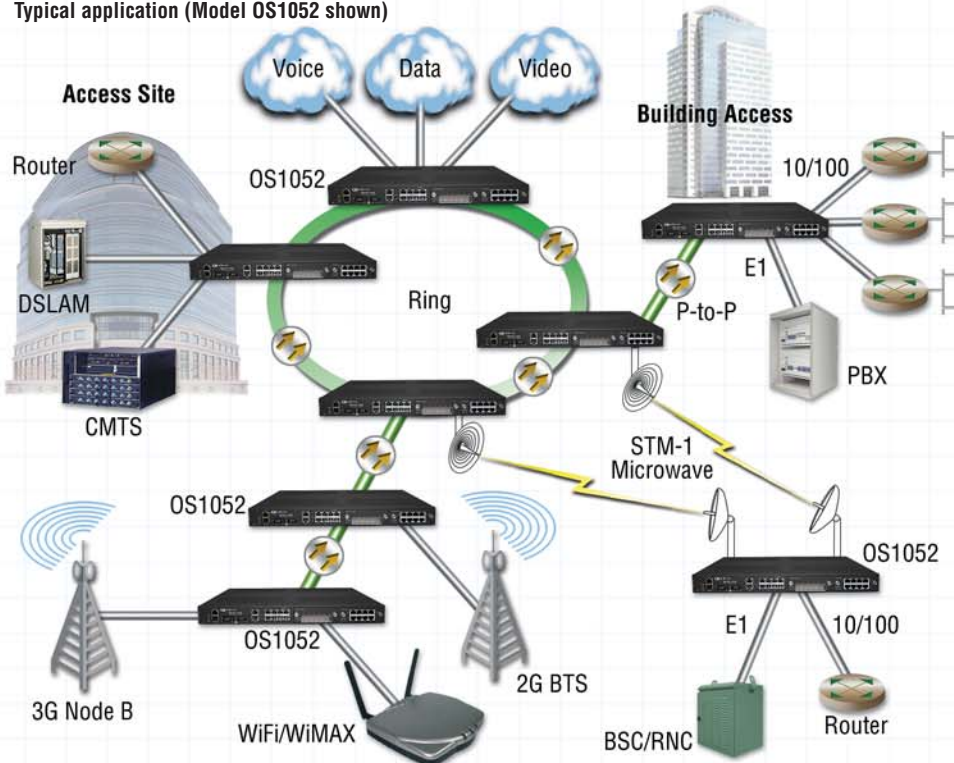 Typical application (Model OS1052 shown)
Voice
Data
Video
Access Site
Building Access
Router
OS1052
10/100
DSLAM
Ring
E1
P-to-P
PBX
CMTS
STM-1
Microwave
OS1052
OS1052
OS1052
E1
10/100
3G Node B
2G BTS
WiFi/WiMAX
BSC/RNC
Router